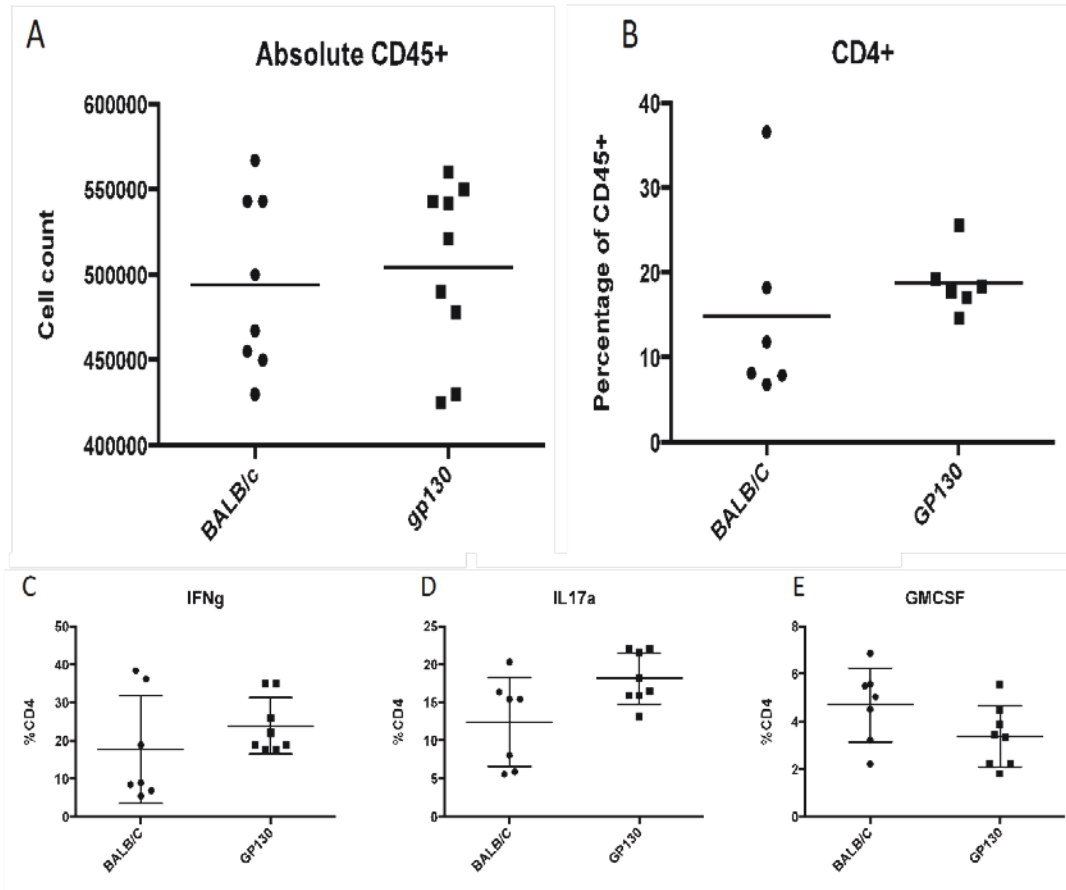 A
Absolute CD45+
600000
550000
500000
450000
400000
Cell count
BALB/c
gp130
B
CD4+
40
30
20
10
0
Percentage of CD45+
BALB/C
GP130
C
IFNg
50
40
30
20
10
0
%CD4
BALB/C
GP130
D
IL17a
25
20
15
10
5
0
%CD4
BALB/C
GP130
E
GMCSF
8
6
4
2
0
%CD4
BALB/C
GP130